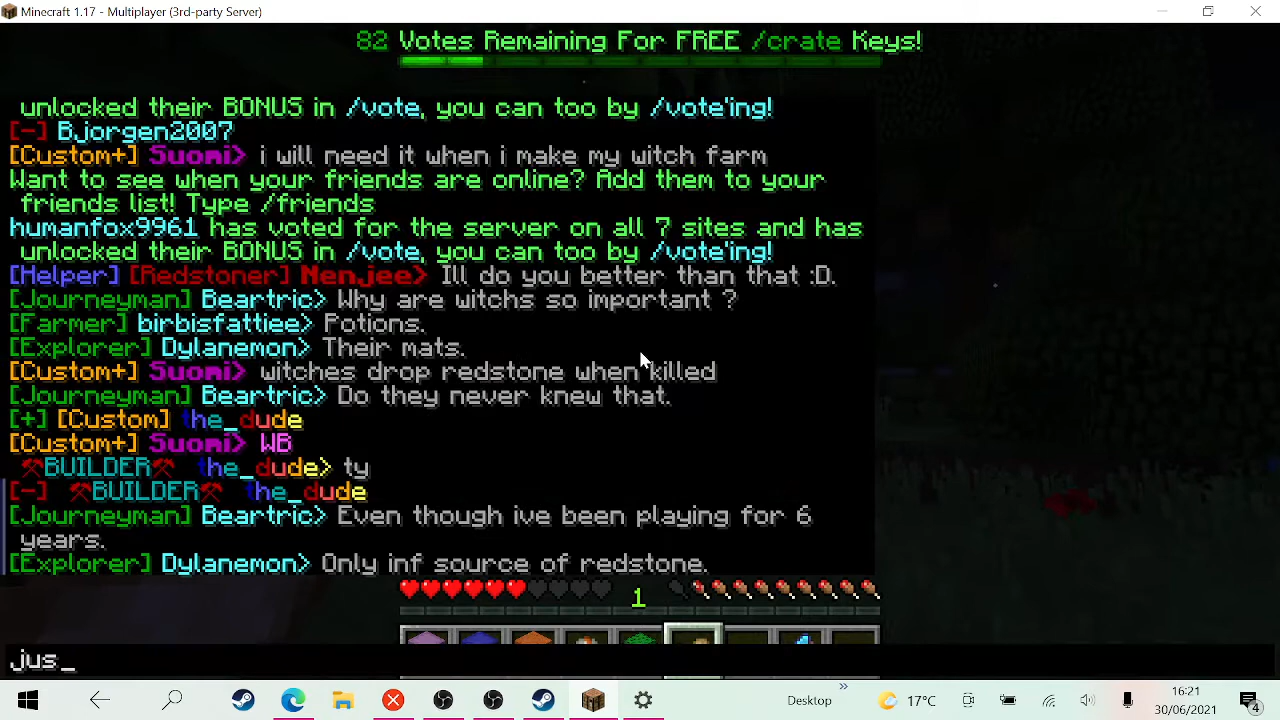 Minecraft 1.17 - Multiplayer (3rd-party Server)
82 Votes Remaining For FREE /crate Keys!
unlocked their BONUS in /vote, you can too by /vote'ing!
[-] Bjorgen2007
[Custom+] Suomi> i will need it when i make my witch farm
Want to see when your friends are online? Add them to your
friends list! Type /friends
humanfox9961 has voted for the server on all 7 sites and has
unlocked their BONUS in /vote, you can too by /vote'ing!
[Helper] [Redstoner] Nenjee> Ill do you better than that :D.
[Journeyman] Beartric> Why are witchs so important ?
[Farmer] birbisfattiee> Potions.
[Explorer] Dylanemon> Their mats.
[Custom+] Suomi> witches drop redstone when killed
[Journeyman] Beartric> Do they never knew that.
[+] [Custom] the_dude
[Custom+] Suomi> WB
⚒BUILDER⚒ the_dude> ty
[-] ⚒BUILDER⚒ the_dude
[Journeyman] Beartric> Even though ive been playing for 6
years.
[Explorer] Dylanemon> Only inf source of redstone.
1
jus_
Desktop
17°C
16:21
30/06/2021
4